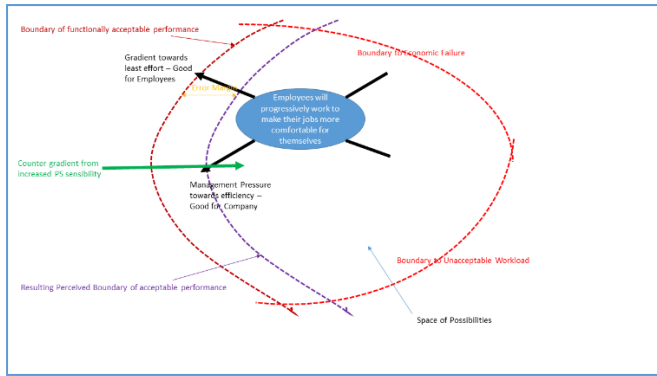 Boundary of functionally acceptable performance
Gradient towards
least effort – Good
for Employees
Boundary to Economic Failure
Error Margin
Employees will
progressively work to
make their jobs more
comfortable for
themselves
Counter gradient from
increased PS sensibility
Management Pressure
towards efficiency –
Good for Company
Boundary to Unacceptable Workload
Resulting Perceived Boundary of acceptable performance
Space of Possibilities